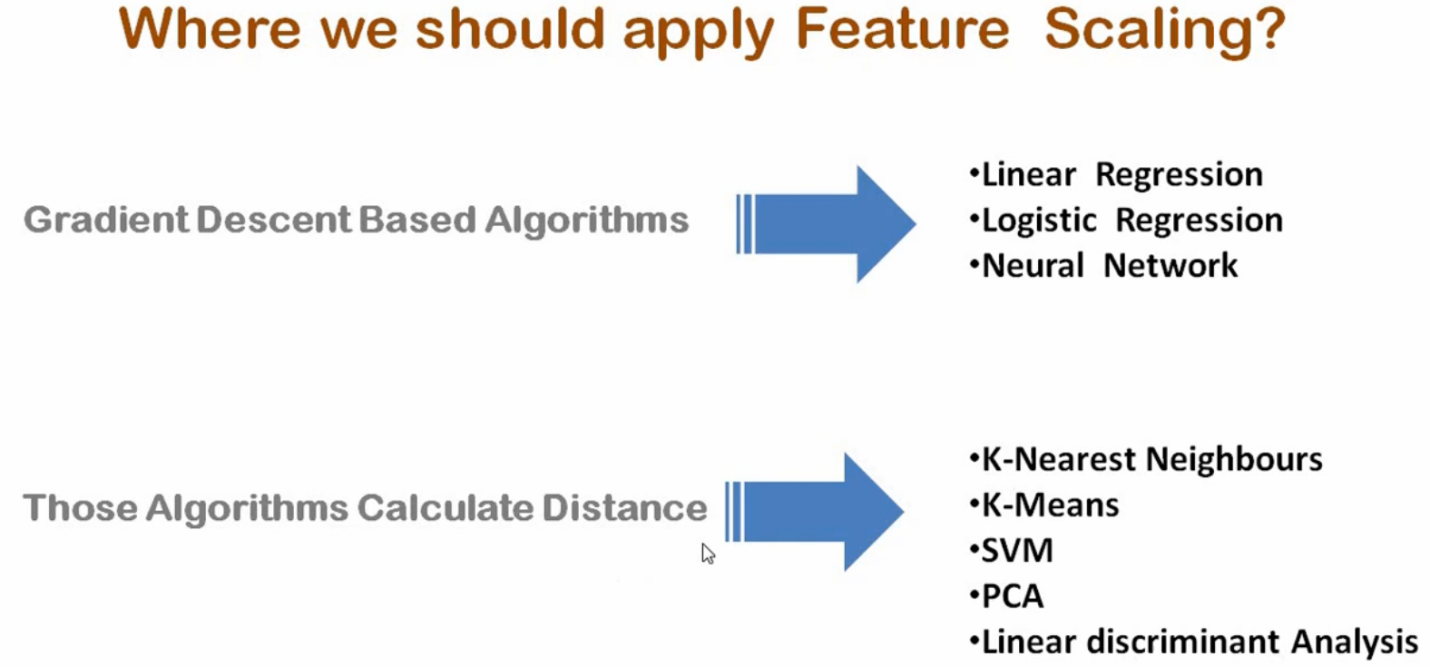 Where we should apply Feature Scaling?
Gradient Descent Based Algorithms
•Linear Regression
•Logistic Regression
•Neural Network
Those Algorithms Calculate Distance
•K-Nearest Neighbours
•K-Means
•SVM
•PCA
•Linear discriminant Analysis